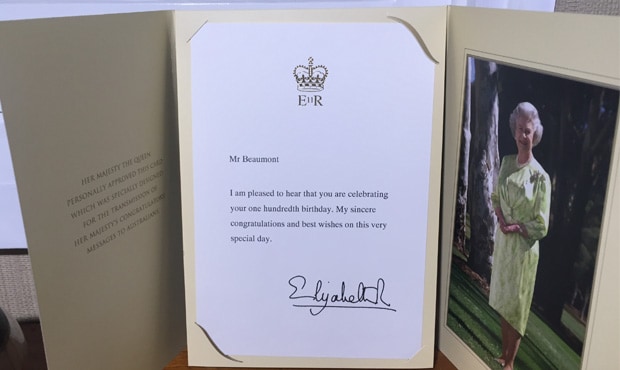 HER MAJESTY THE QUEEN
PERSONALLY APPROVED THIS CARD
WHICH WAS SPECIALLY DESIGNED
FOR THE TRANSMISSION OF
HER MAJESTY'S CONGRATULATORY
MESSAGES TO AUSTRALIANS
EIIR
Mr Beaumont
I am pleased to hear that you are celebrating
your one hundredth birthday. My sincere
congratulations and best wishes on this very
special day.
Elizabeth R